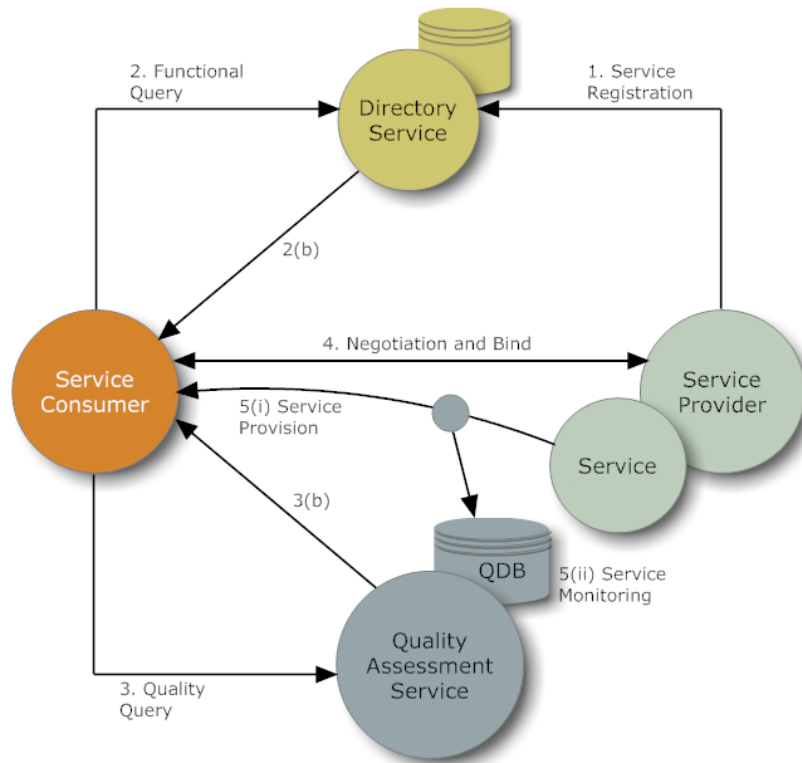 2. Functional
Query
1. Service
Registration
Directory
Service
2(b)
4. Negotiation and Bind
Service
Consumer
5(i) Service
Provision
Service
Provider
Service
3(b)
QDB
5(ii) Service
Monitoring
Quality
Assessment
Service
3. Quality
Query